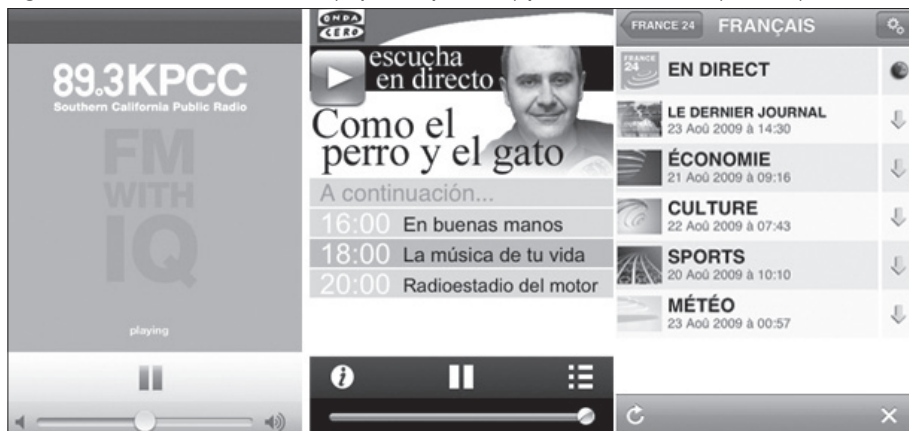 89.3KPCC
Southern California Public Radio
FM
WITH
IQ
playing
ONDA
CERO
escucha
en directo
Como el
perro y el gato
A continuación...
16:00 En buenas manos
18:00 La música de tu vida
20:00 Radioestadio del motor
i
FRANCE 24
FRANÇAIS
FRANCE
24
EN DIRECT
LE DERNIER JOURNAL
23 Aoû 2009 à 14:30
ÉCONOMIE
21 Aoû 2009 à 09:16
CULTURE
22 Aoû 2009 à 07:43
SPORTS
20 Aoû 2009 à 10:10
MÉTÉO
23 Aoû 2009 à 00:57